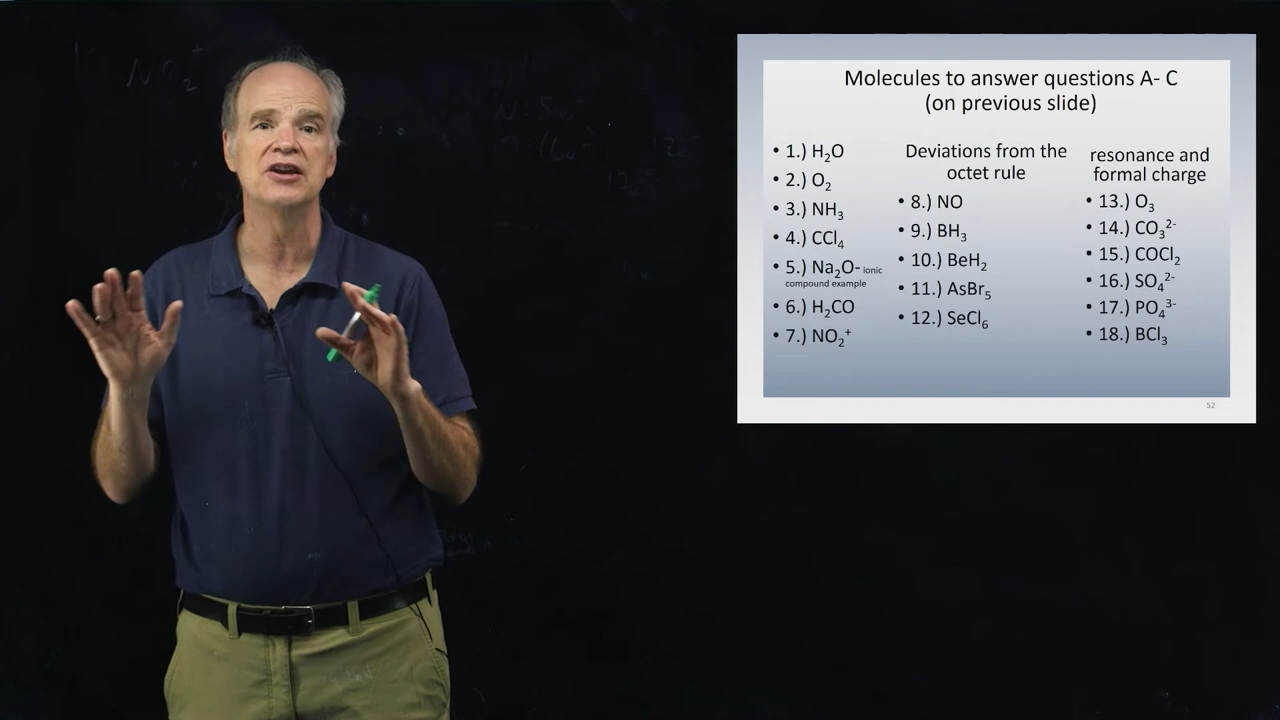 NO₂⁺
N: 5e⁻
Molecules to answer questions A- C
(on previous slide)
• 1.) H₂O
• 2.) O₂
• 3.) NH₃
• 4.) CCl₄
• 5.) Na₂O- ionic
compound example
• 6.) H₂CO
• 7.) NO₂⁺
Deviations from the
octet rule
• 8.) NO
• 9.) BH₃
• 10.) BeH₂
• 11.) AsBr₅
• 12.) SeCl₆
resonance and
formal charge
• 13.) O₃
• 14.) CO₃²⁻
• 15.) COCl₂
• 16.) SO₄²⁻
• 17.) PO₄³⁻
• 18.) BCl₃
52